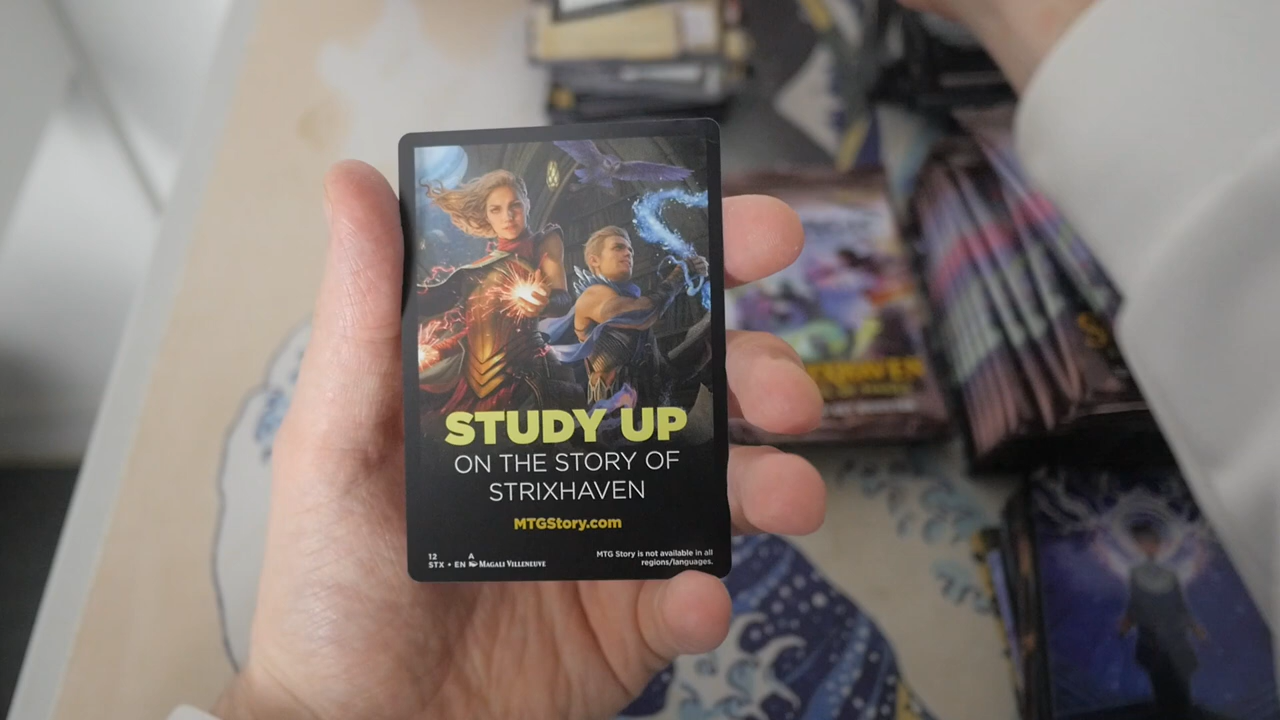 STUDY UP
ON THE STORY OF
STRIXHAVEN
MTGStory.com
12 A
STX • EN MAGALI VILLENEUVE
MTG Story is not available in all
regions/languages.